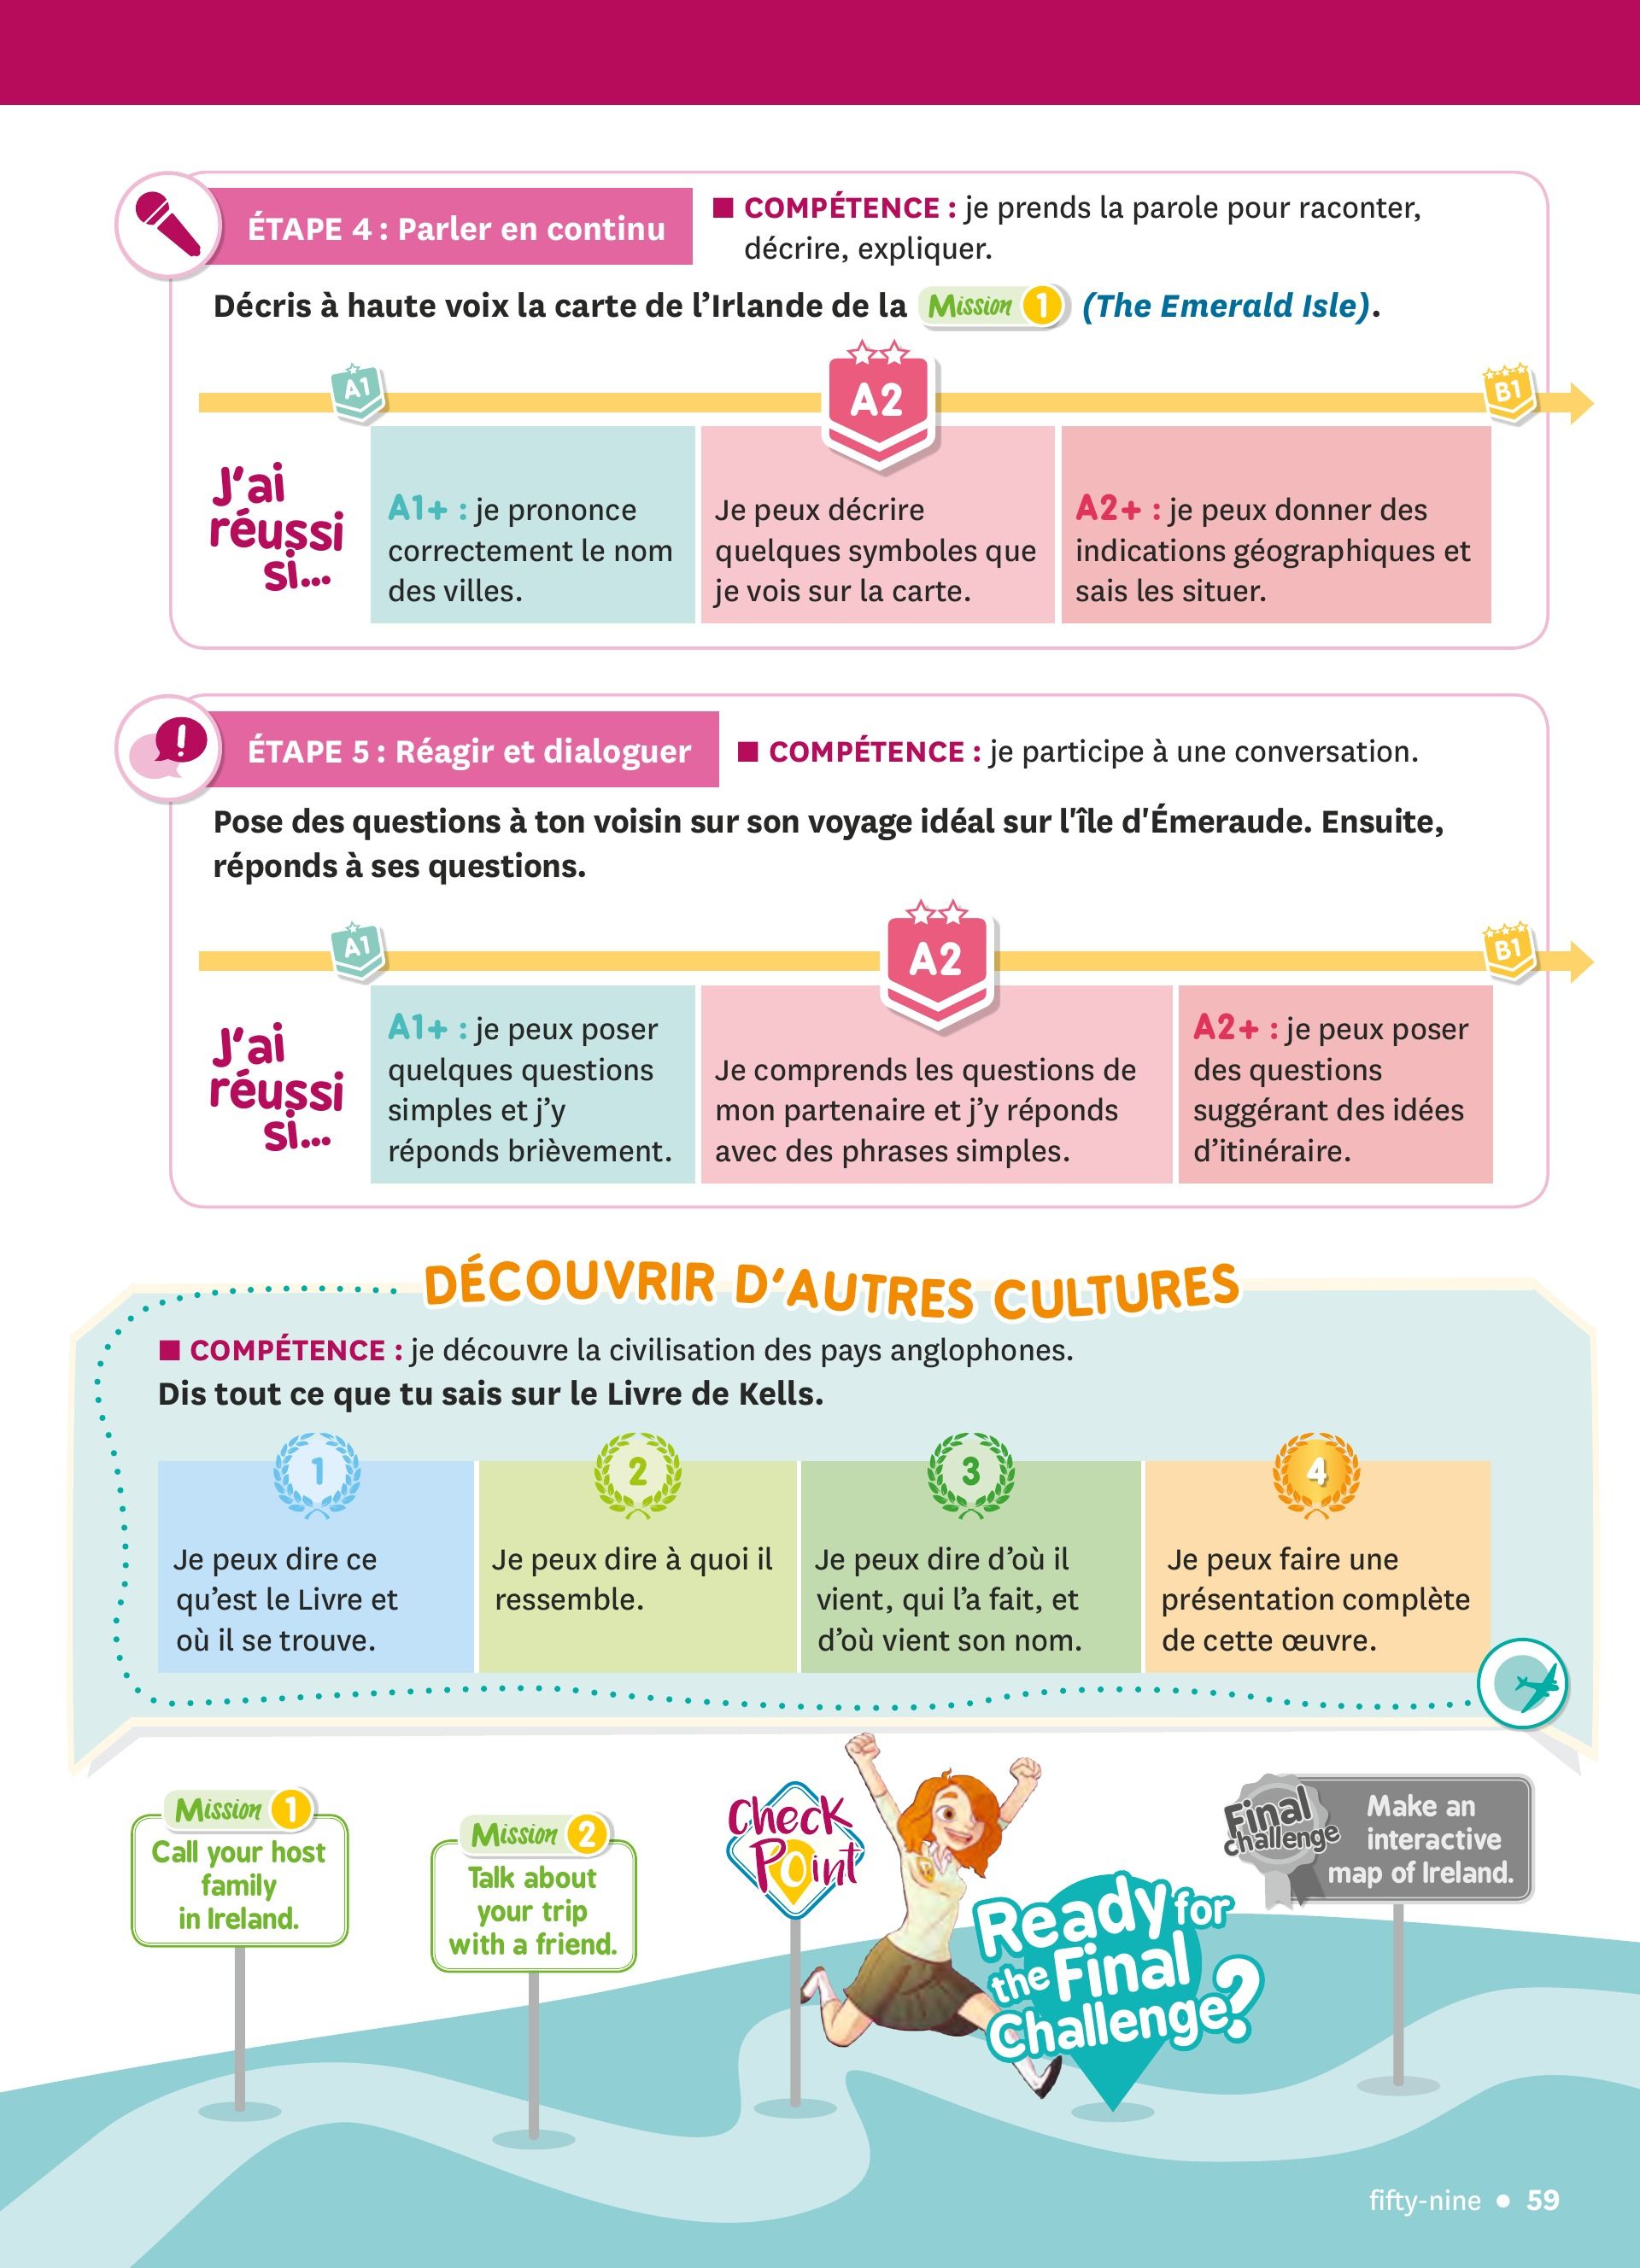 ÉTAPE 4 : Parler en continu
■ COMPÉTENCE : je prends la parole pour raconter,
décrire, expliquer.
Décris à haute voix la carte de l’Irlande de la Mission 1 (The Emerald Isle).
A1
A2
B1
J’ai
réussi
si...
A1+ : je prononce
correctement le nom
des villes.
Je peux décrire
quelques symboles que
je vois sur la carte.
A2+ : je peux donner des
indications géographiques et
sais les situer.
ÉTAPE 5 : Réagir et dialoguer
■ COMPÉTENCE : je participe à une conversation.
Pose des questions à ton voisin sur son voyage idéal sur l'île d'Émeraude. Ensuite,
réponds à ses questions.
A1
A2
B1
J’ai
réussi
si...
A1+ : je peux poser
quelques questions
simples et j’y
réponds brièvement.
Je comprends les questions de
mon partenaire et j’y réponds
avec des phrases simples.
A2+ : je peux poser
des questions
suggérant des idées
d’itinéraire.
DÉCOUVRIR D’AUTRES CULTURES
■ COMPÉTENCE : je découvre la civilisation des pays anglophones.
Dis tout ce que tu sais sur le Livre de Kells.
1
Je peux dire ce
qu’est le Livre et
où il se trouve.
2
Je peux dire à quoi il
ressemble.
3
Je peux dire d’où il
vient, qui l’a fait, et
d’où vient son nom.
4
Je peux faire une
présentation complète
de cette œuvre.
Mission 1
Call your host
family
in Ireland.
Mission 2
Talk about
your trip
with a friend.
Check
Point
Ready for
the Final
Challenge?
Final
challenge
Make an
interactive
map of Ireland.
fifty-nine • 59